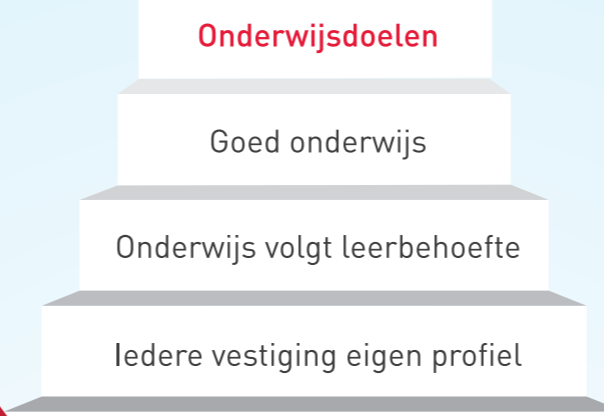 Onderwijsdoelen
Goed onderwijs
Onderwijs volgt leerbehoefte
Iedere vestiging eigen profiel